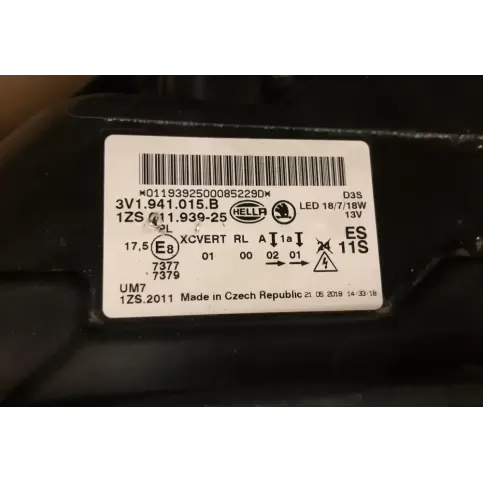 *0119392500085229D*
3V1.941.015.B
D3S
1ZS 011.939-25
HELLA
LED 18/7/18W
13V
PL
17,5 E8 XCVERT RL A 1a ES
01 00 02 01 11S
7377
7379
UM7
1ZS.2011 Made in Czech Republic 21 05 2018 14-33-18